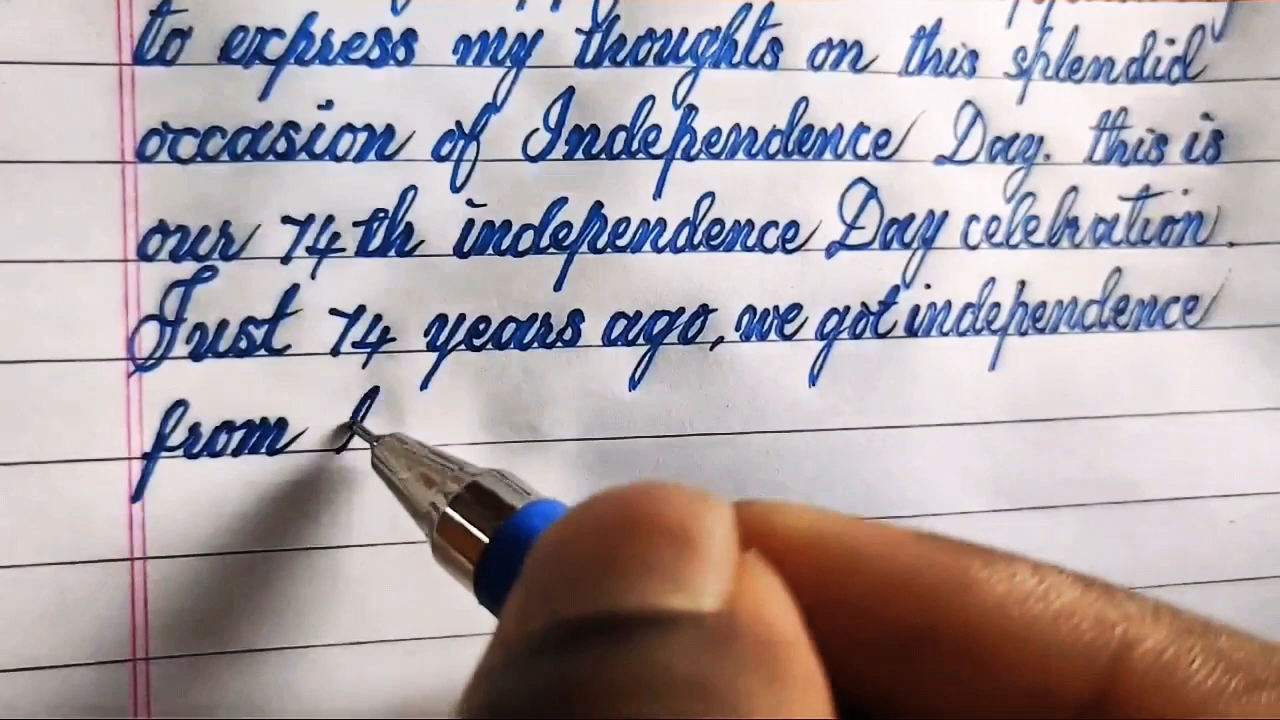 to express my thoughts on this splendid
occasion of Independence Day. this is
our 74th independence Day celebration.
Just 74 years ago, we got independence
from